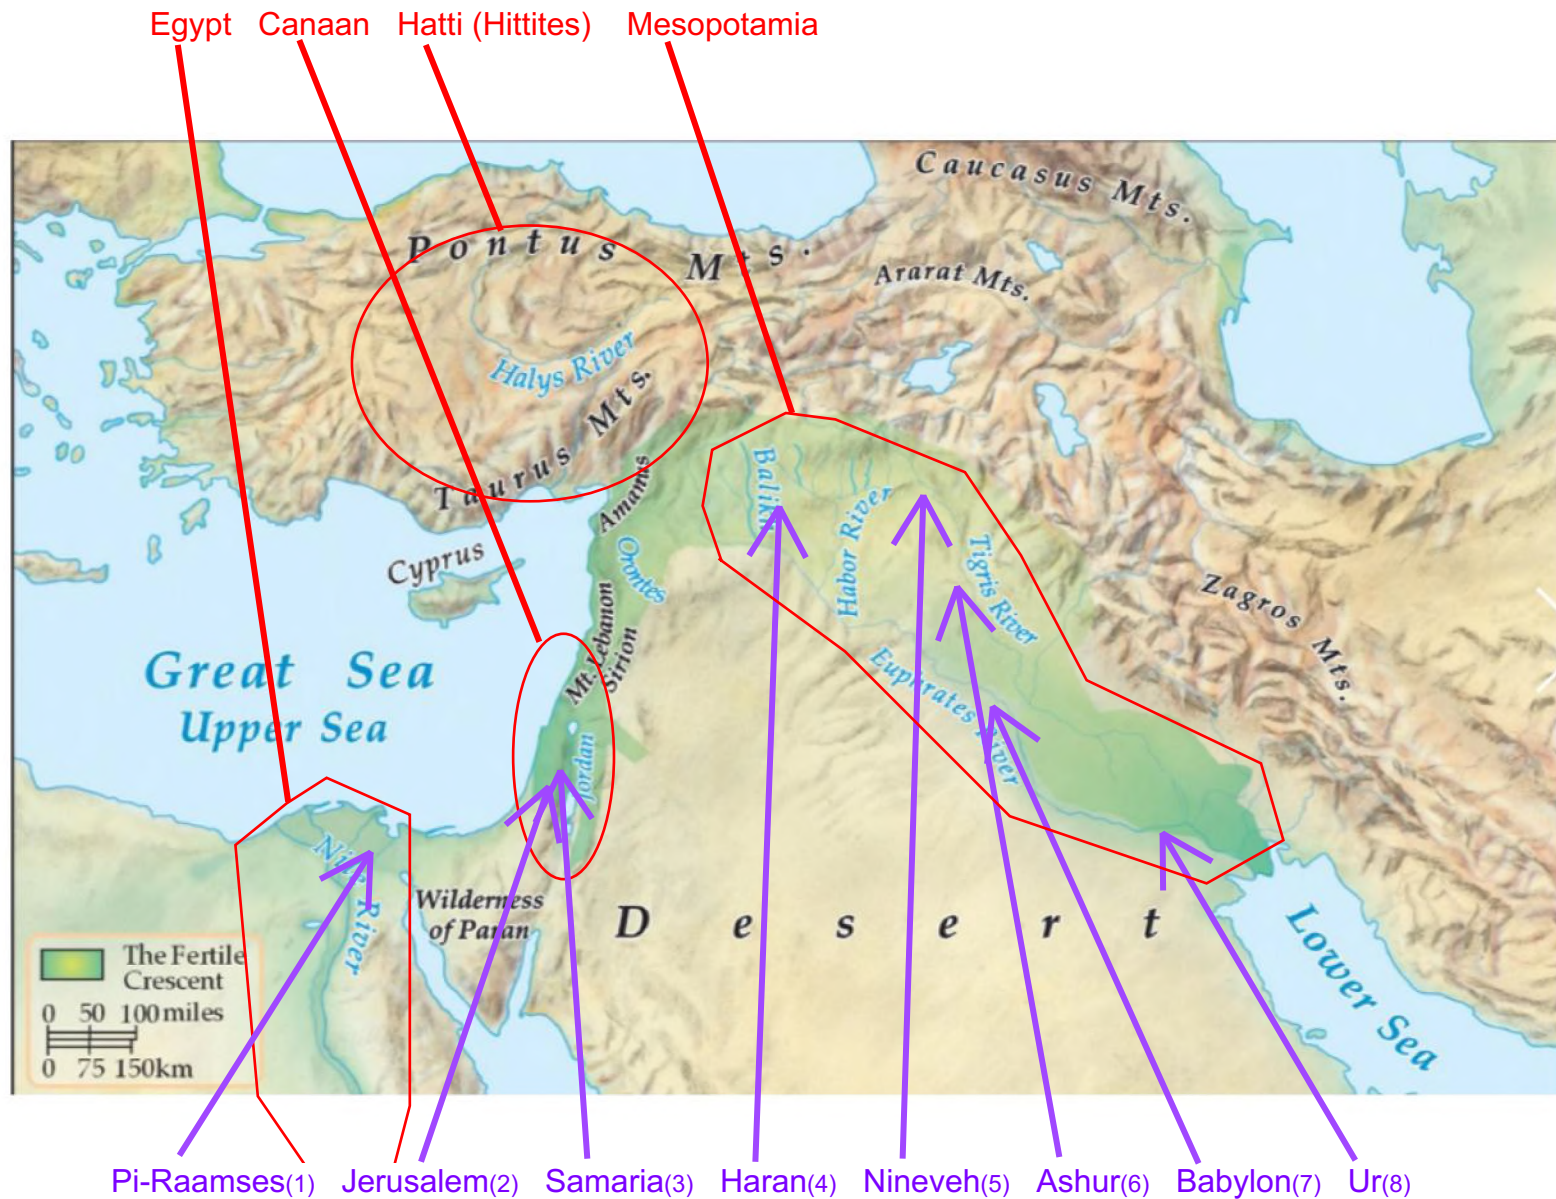 Egypt Canaan Hatti (Hittites) Mesopotamia
Caucasus Mts.
Pontus Mts.
Ararat Mts.
Halys River
Taurus Mts.
Balikh
Amanus
Habor River
Orontes
Tigris River
Cyprus
Zagros Mts.
Mt. Lebanon
Sirion
Great Sea
Upper Sea
Euphrates River
Jordan
Nile River
Wilderness
of Paran
Desert
Lower Sea
The Fertile
Crescent
0 50 100 miles
0 75 150km
Pi-Raamses(1) Jerusalem(2) Samaria(3) Haran(4) Nineveh(5) Ashur(6) Babylon(7) Ur(8)